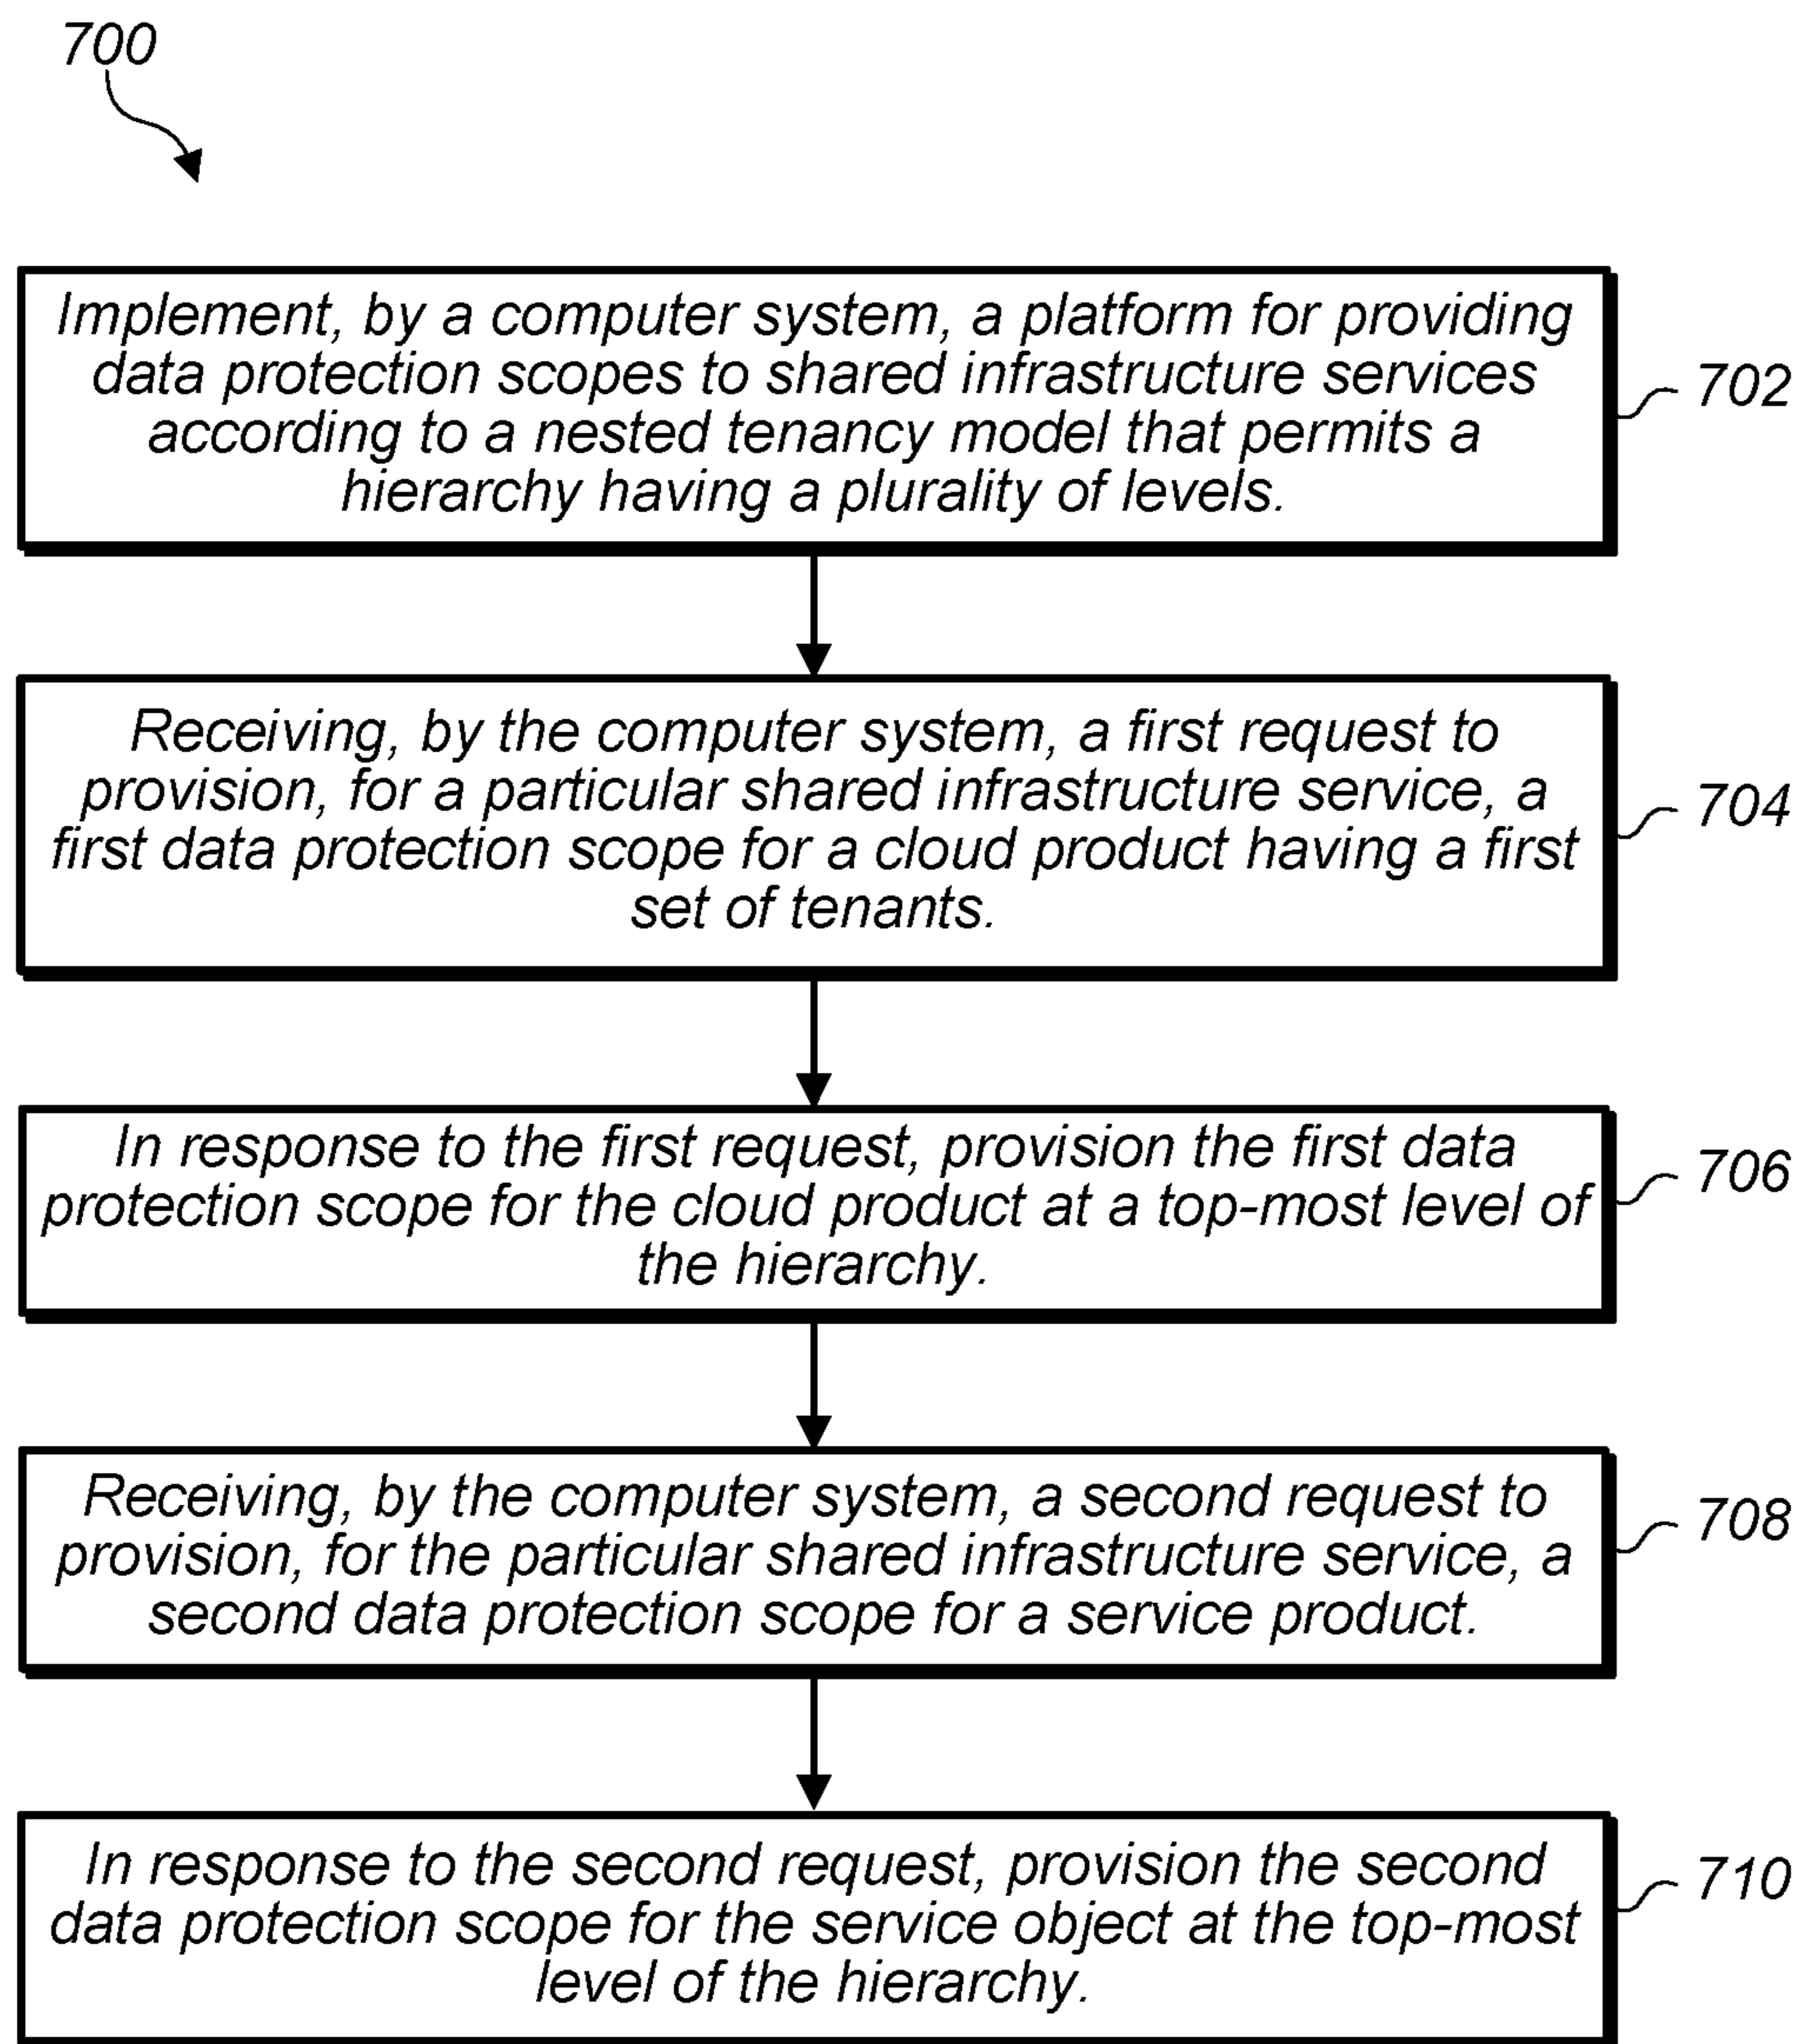 700
Implement, by a computer system, a platform for providing
data protection scopes to shared infrastructure services
according to a nested tenancy model that permits a
hierarchy having a plurality of levels.
702
Receiving, by the computer system, a first request to
provision, for a particular shared infrastructure service, a
first data protection scope for a cloud product having a first
set of tenants.
704
In response to the first request, provision the first data
protection scope for the cloud product at a top-most level of
the hierarchy.
706
Receiving, by the computer system, a second request to
provision, for the particular shared infrastructure service, a
second data protection scope for a service product.
708
In response to the second request, provision the second
data protection scope for the service object at the top-most
level of the hierarchy.
710